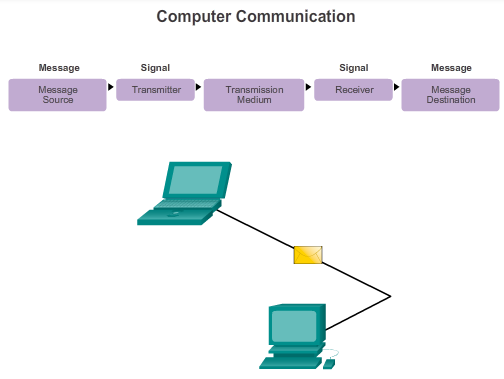 Computer Communication
Message
Signal
Signal
Message
Message
Source
Transmitter
Transmission
Medium
Receiver
Message
Destination